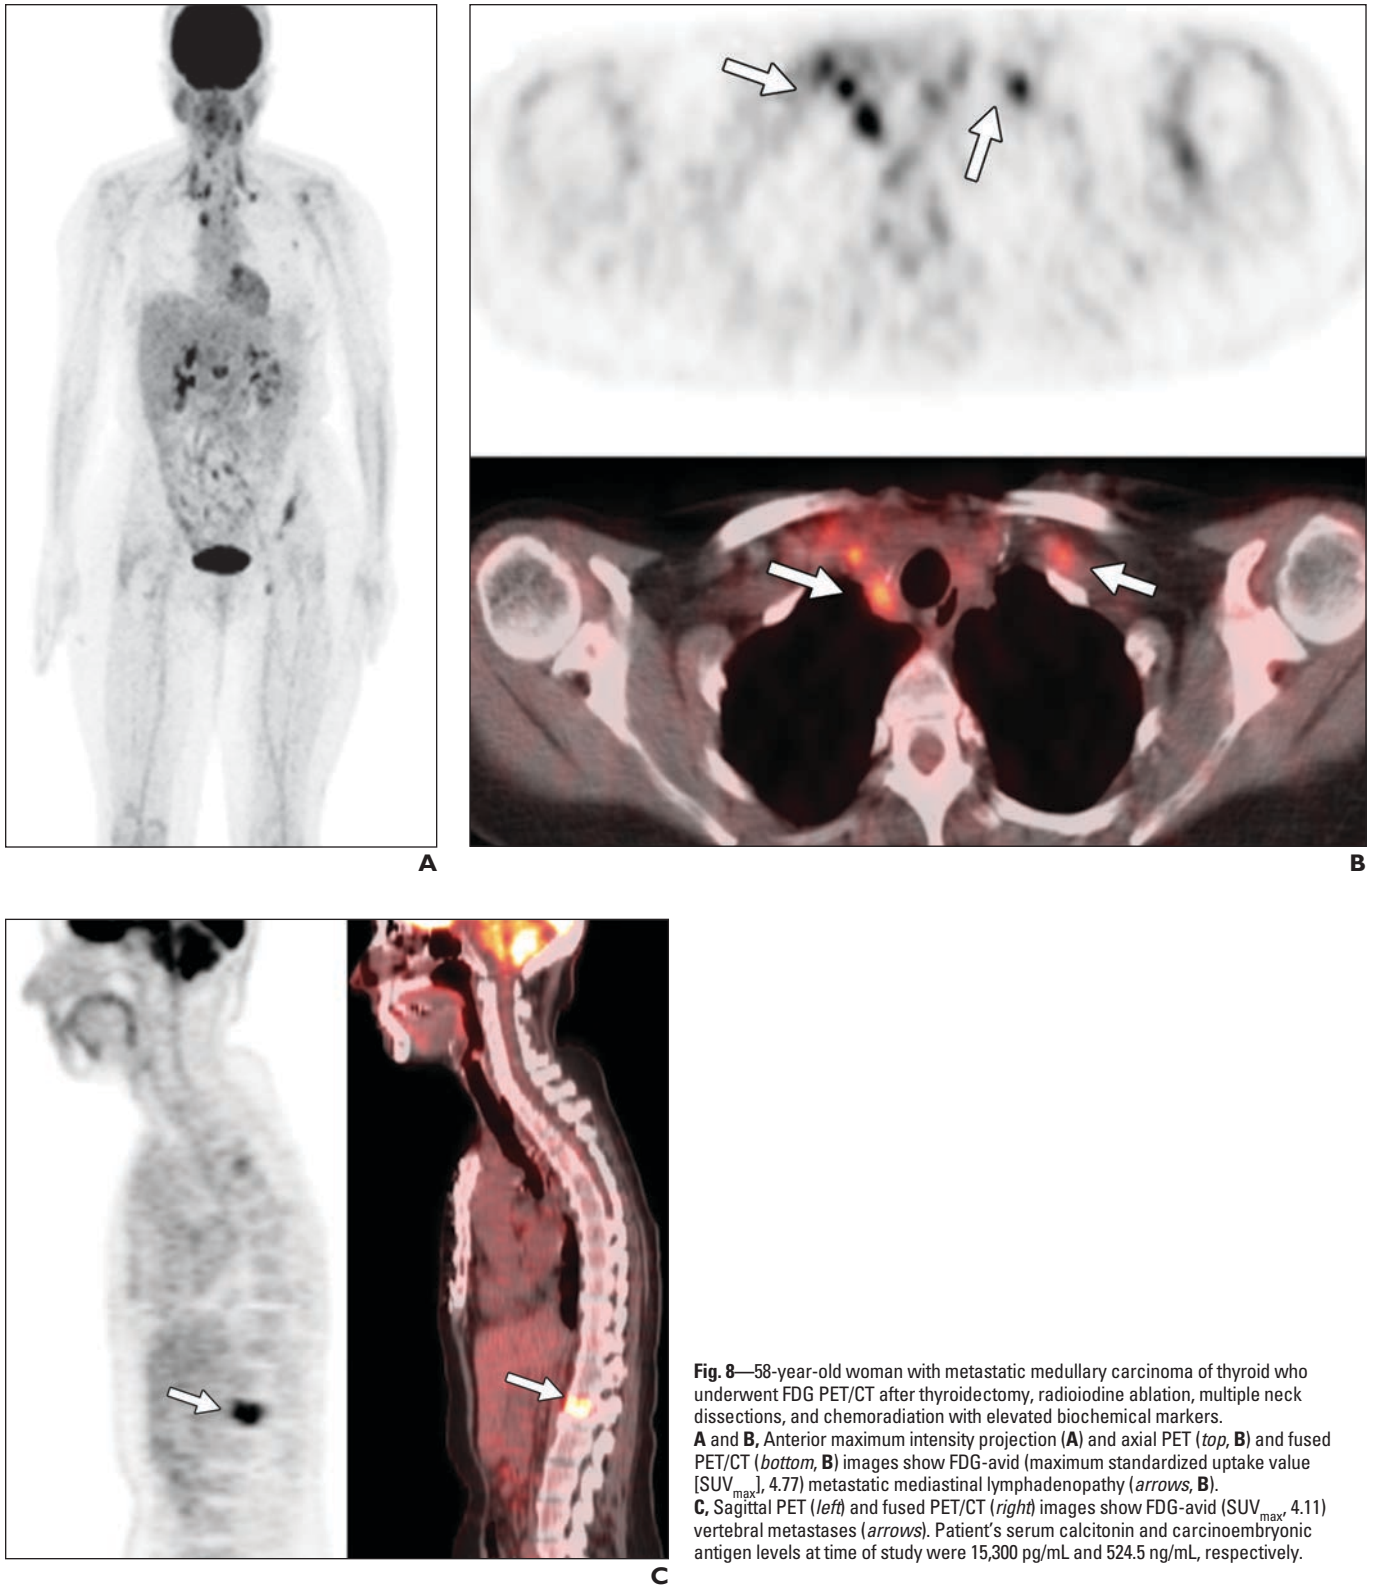 A
B
C
Fig. 8—58-year-old woman with metastatic medullary carcinoma of thyroid who
underwent FDG PET/CT after thyroidectomy, radioiodine ablation, multiple neck
dissections, and chemoradiation with elevated biochemical markers.
A and B, Anterior maximum intensity projection (A) and axial PET (top, B) and fused
PET/CT (bottom, B) images show FDG-avid (maximum standardized uptake value
[SUVmax], 4.77) metastatic mediastinal lymphadenopathy (arrows, B).
C, Sagittal PET (left) and fused PET/CT (right) images show FDG-avid (SUVmax, 4.11)
vertebral metastases (arrows). Patient's serum calcitonin and carcinoembryonic
antigen levels at time of study were 15,300 pg/mL and 524.5 ng/mL, respectively.